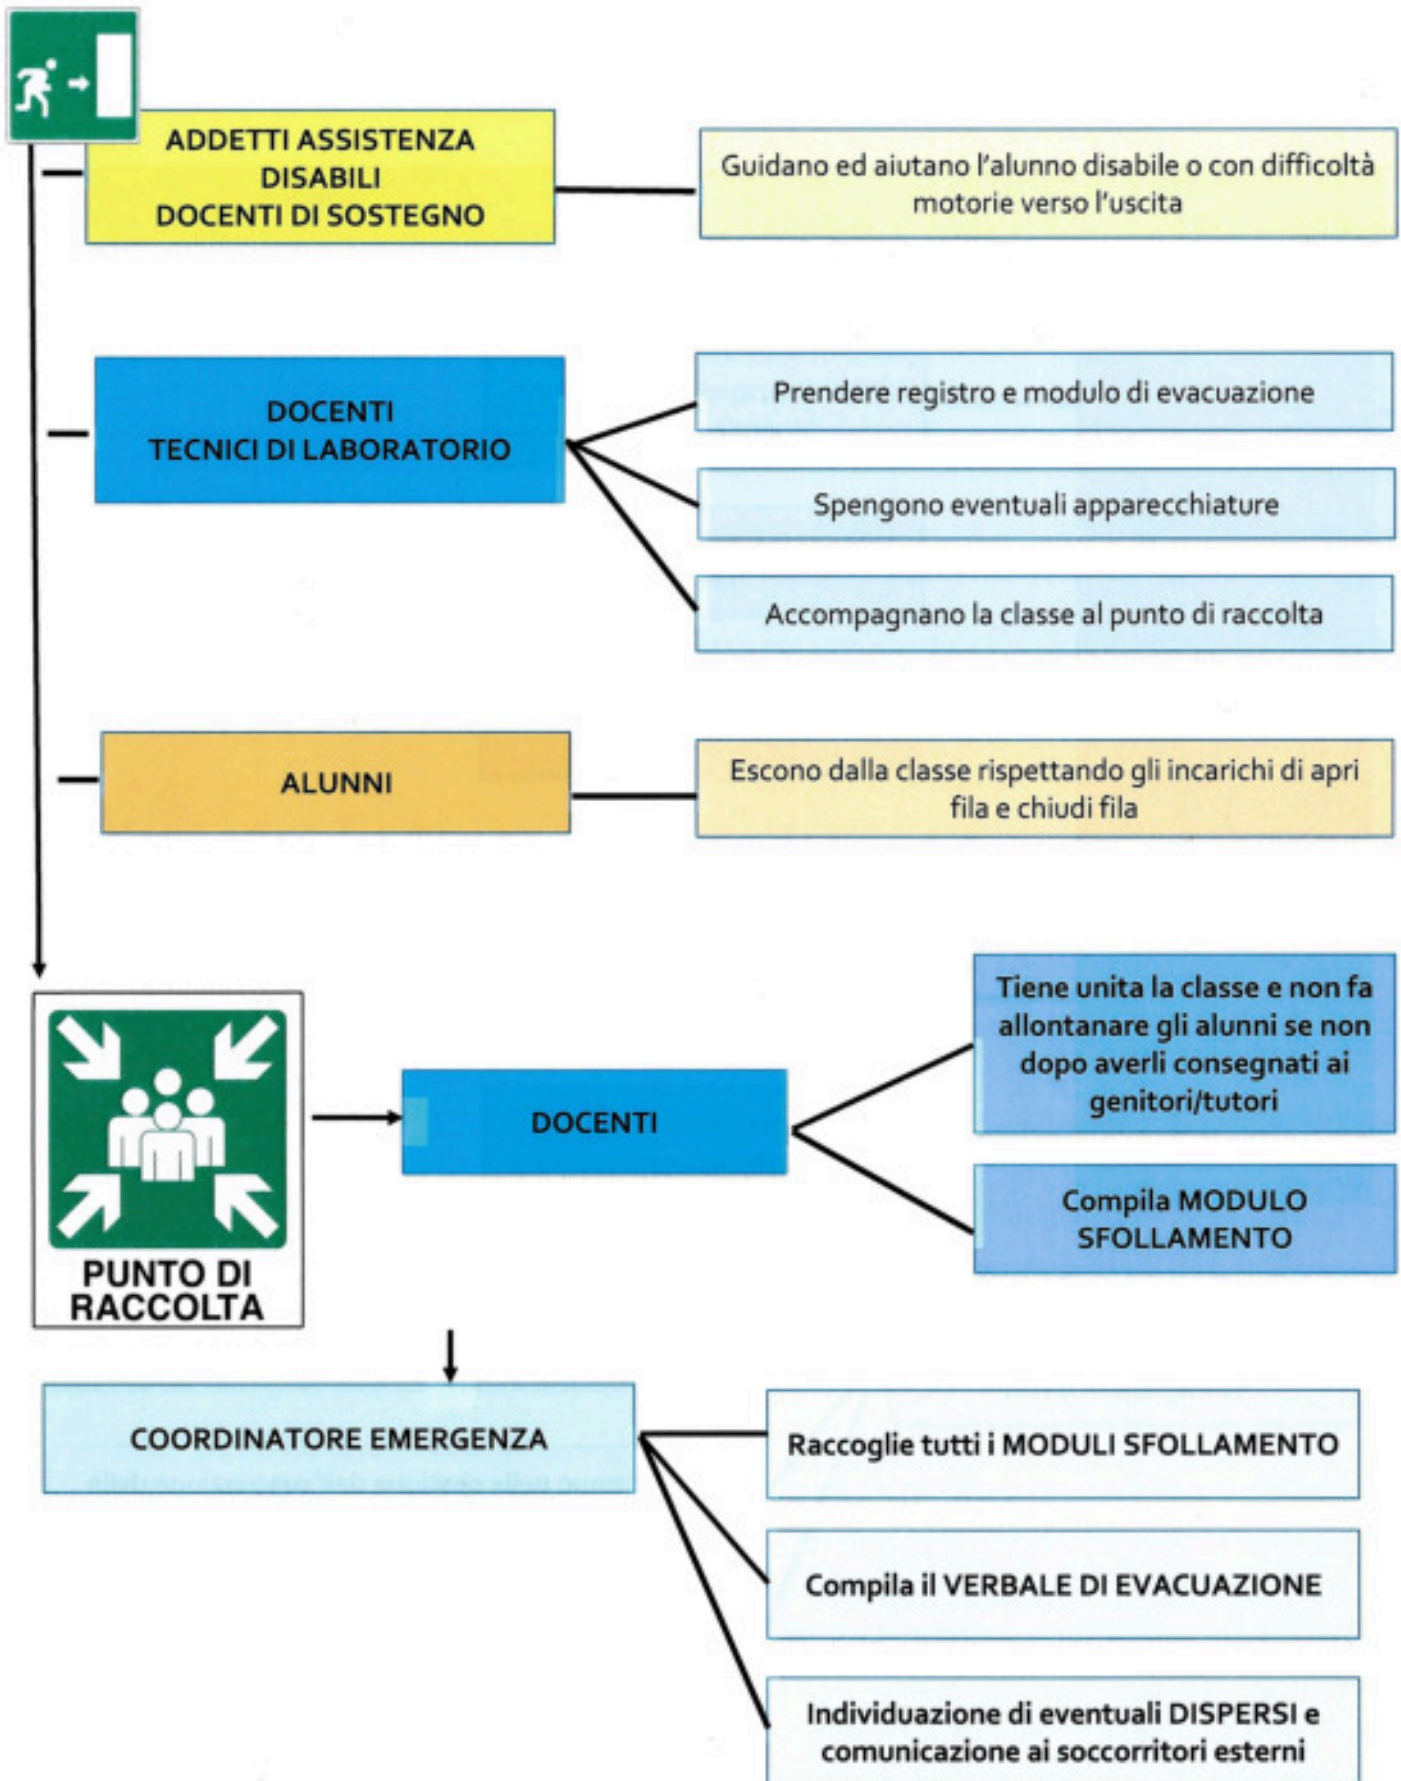 ADDETTI ASSISTENZA
DISABILI
DOCENTI DI SOSTEGNO
Guidano ed aiutano l'alunno disabile o con difficoltà
motorie verso l'uscita
DOCENTI
TECNICI DI LABORATORIO
Prendere registro e modulo di evacuazione
Spengono eventuali apparecchiature
Accompagnano la classe al punto di raccolta
ALUNNI
Escono dalla classe rispettando gli incarichi di apri
fila e chiudi fila
PUNTO DI
RACCOLTA
DOCENTI
Tiene unita la classe e non fa
allontanare gli alunni se non
dopo averli consegnati ai
genitori/tutori
Compila MODULO
SFOLLAMENTO
COORDINATORE EMERGENZA
Raccoglie tutti i MODULI SFOLLAMENTO
Compila il VERBALE DI EVACUAZIONE
Individuazione di eventuali DISPERSI e
comunicazione ai soccorritori esterni